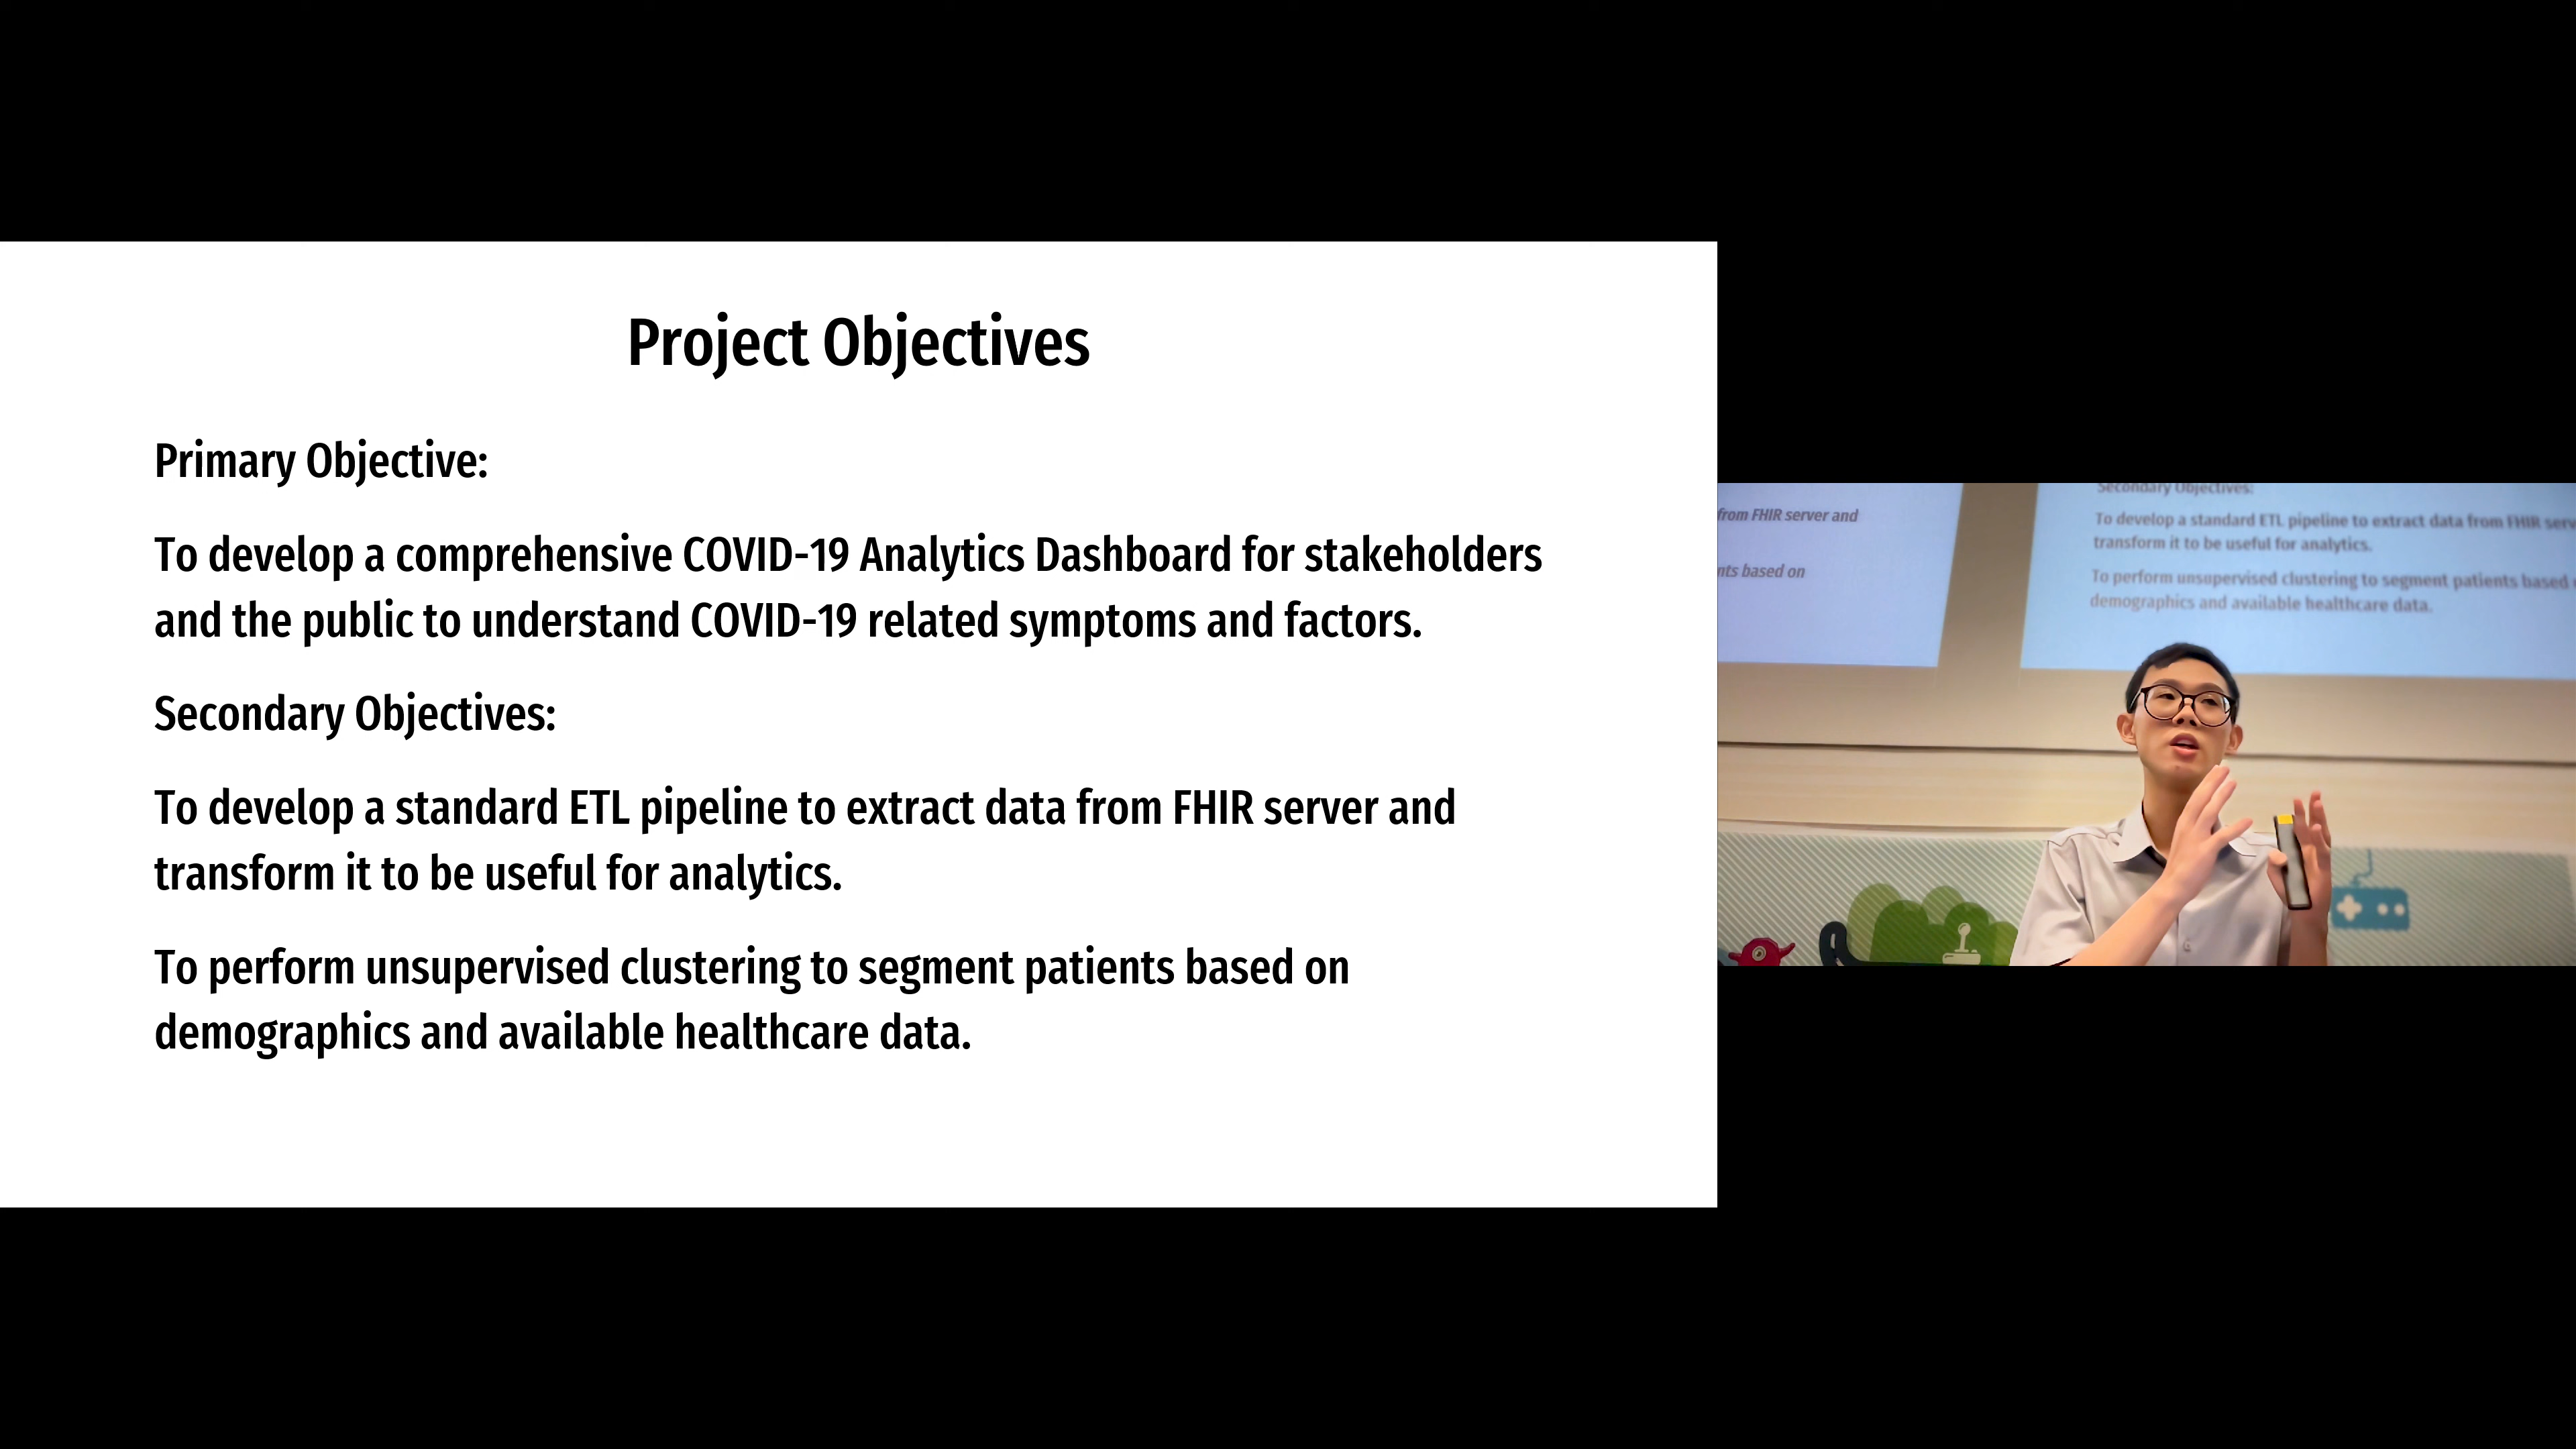 Project Objectives
Primary Objective:
To develop a comprehensive COVID-19 Analytics Dashboard for stakeholders
and the public to understand COVID-19 related symptoms and factors.
Secondary Objectives:
To develop a standard ETL pipeline to extract data from FHIR server and
transform it to be useful for analytics.
To perform unsupervised clustering to segment patients based on
demographics and available healthcare data.
from FHIR server and
nts based on
Secondary Objectives:
To develop a standard ETL pipeline to extract data from FHIR serv
transform it to be useful for analytics.
To perform unsupervised clustering to segment patients based
demographics and available healthcare data.